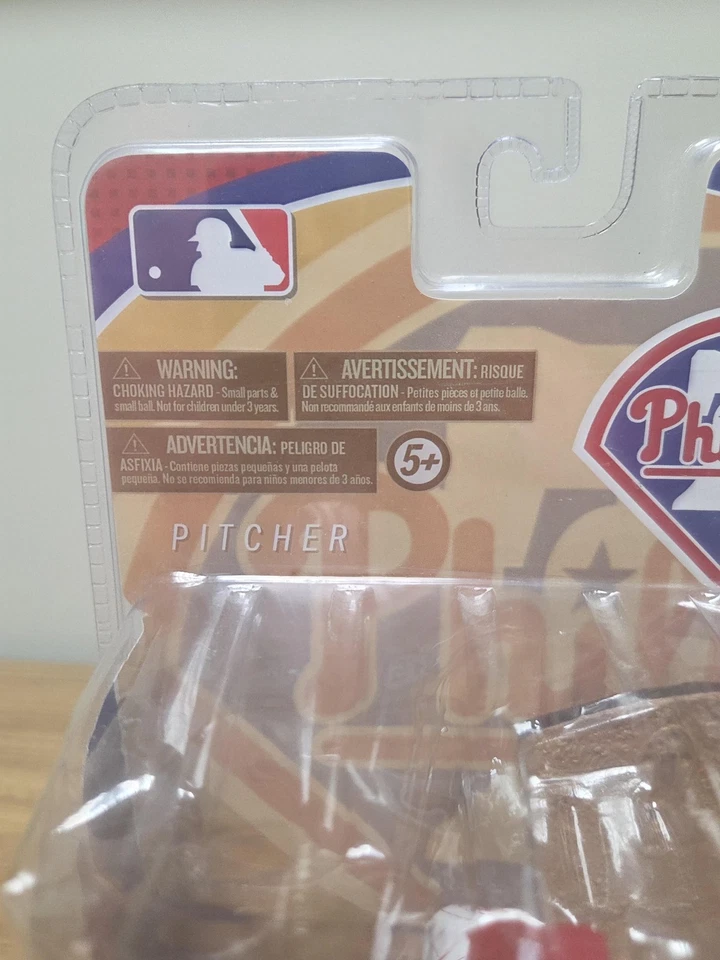 WARNING:
CHOKING HAZARD - Small parts &
small ball. Not for children under 3 years.
AVERTISSEMENT: RISQUE
DE SUFFOCATION - Petites pièces et petite balle.
Non recommandé aux enfants de moins de 3 ans.
ADVERTENCIA: PELIGRO DE
ASFIXIA - Contiene piezas pequeñas y una pelota
pequeña. No se recomienda para niños menores de 3 años.
5+
PITCHER
Ph
Phil